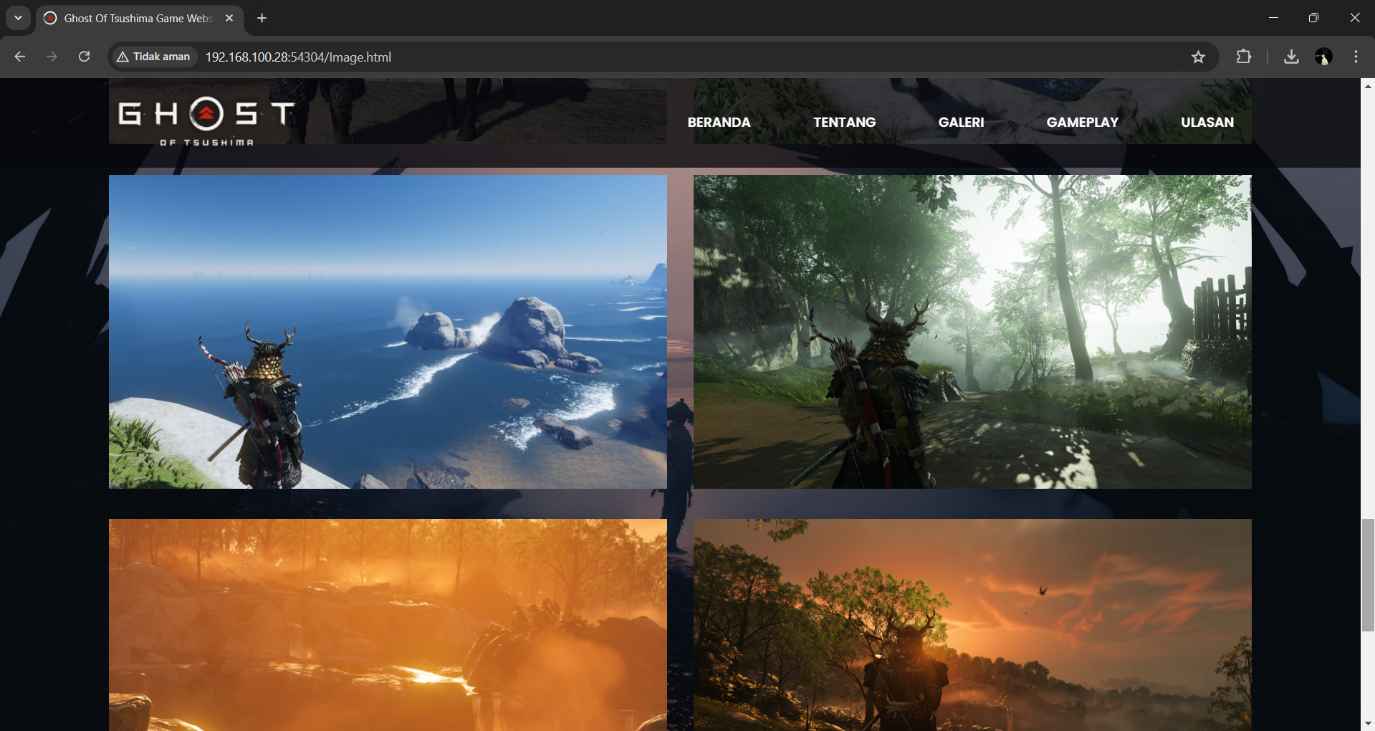 Ghost Of Tsushima Game Webs
Tidak aman
192.168.100.28:54304/Image.html
GHOST
OF TSUSHIMA
BERANDA
TENTANG
GALERI
GAMEPLAY
ULASAN